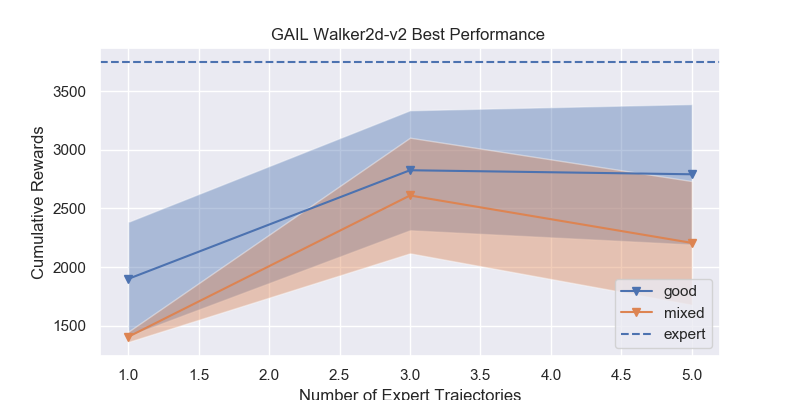 GAIL Walker2d-v2 Best Performance
Cumulative Rewards
3500
3000
2500
2000
1500
good
mixed
expert
1.0 1.5 2.0 2.5 3.0 3.5 4.0 4.5 5.0
Number of Expert Trajectories